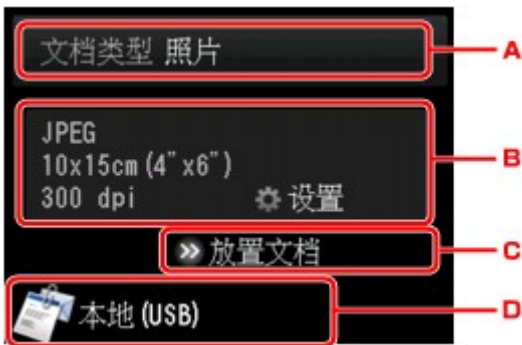 文档类型 照片 A
JPEG
10x15cm(4"x6") B
300 dpi 设置
放置文档 C
本地(USB) D